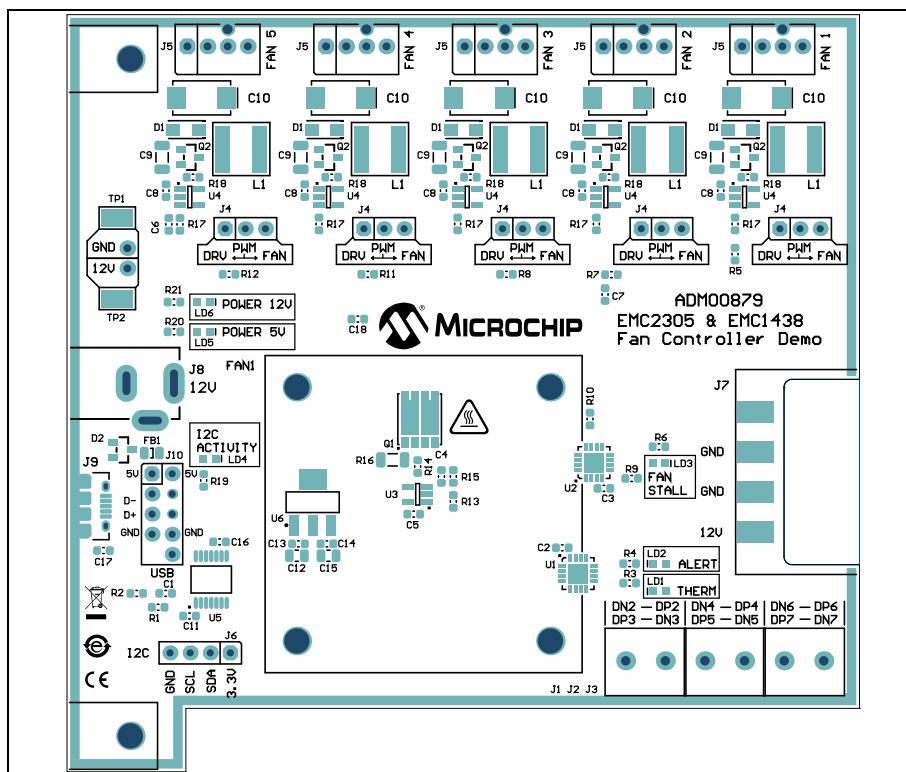 J5 FAN 5 J5 FAN 4 J5 FAN 3 J5 FAN 2 J5 FAN 1
C10 C10 C10 C10 C10
D1 D1 D1 D1 D1
Q2 Q2 Q2 Q2 Q2
C9 L1 C9 L1 C9 L1 C9 L1 C9 L1
C8 R18 C8 R18 C8 R18 C8 R18 C8 R18
U4 U4 U4 U4 U4
TP1
C6 R17 R17 R17 R17 R17
J4 J4 J4 J4 J4
GND
PWM PWM PWM PWM PWM
DRV FAN DRV FAN DRV FAN DRV FAN DRV FAN
12V
R12 R11 R8 R7 R5
TP2
C7
R21 LD6 POWER 12V
R20 LD5 POWER 5V
C18
MICROCHIP
ADM00879
EMC2305 & EMC1438
Fan Controller Demo
FAN1
J8
12V
J7
R10
I2C
ACTIVITY
LD4
D2 FB1
J10
J9
5V 5V
D-
D+
GND GND
USB
R19
C17
C16
Q1
C4
R16
R14
R15
U3
R13
C5
U6
C13 C14
C12 C15
U2
C3
C2
U1
R6
R9
LD3
FAN
STALL
GND
GND
12V
R4 LD2 ALERT
R3 LD1 THERM
R2 C1
R1
C11 U5
DN2 — DP2 DN4 — DP4 DN6 — DP6
DP3 — DN3 DP5 — DN5 DP7 — DN7
J6
I2C
GND
SCL
SDA
3.3V
J1 J2 J3
e
CE